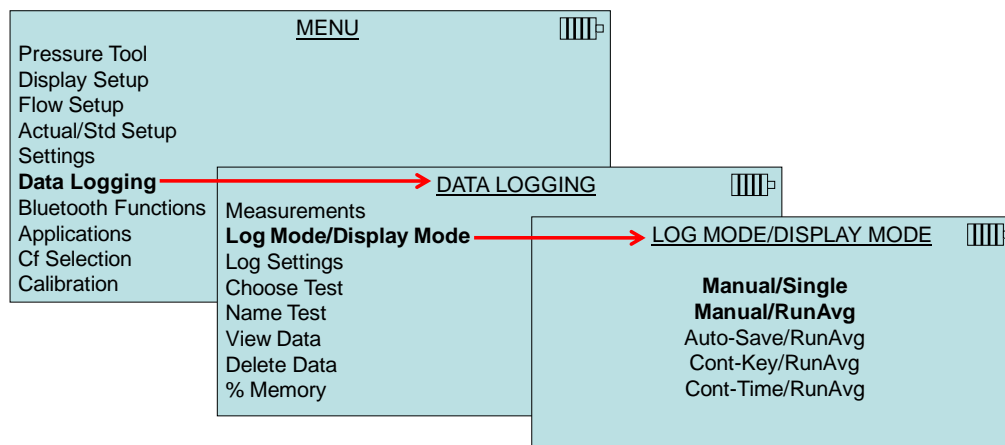 MENU
Pressure Tool
Display Setup
Flow Setup
Actual/Std Setup
Settings
Data Logging
Bluetooth Functions
Applications
Cf Selection
Calibration
DATA LOGGING
Measurements
Log Mode/Display Mode
Log Settings
Choose Test
Name Test
View Data
Delete Data
% Memory
LOG MODE/DISPLAY MODE
Manual/Single
Manual/RunAvg
Auto-Save/RunAvg
Cont-Key/RunAvg
Cont-Time/RunAvg